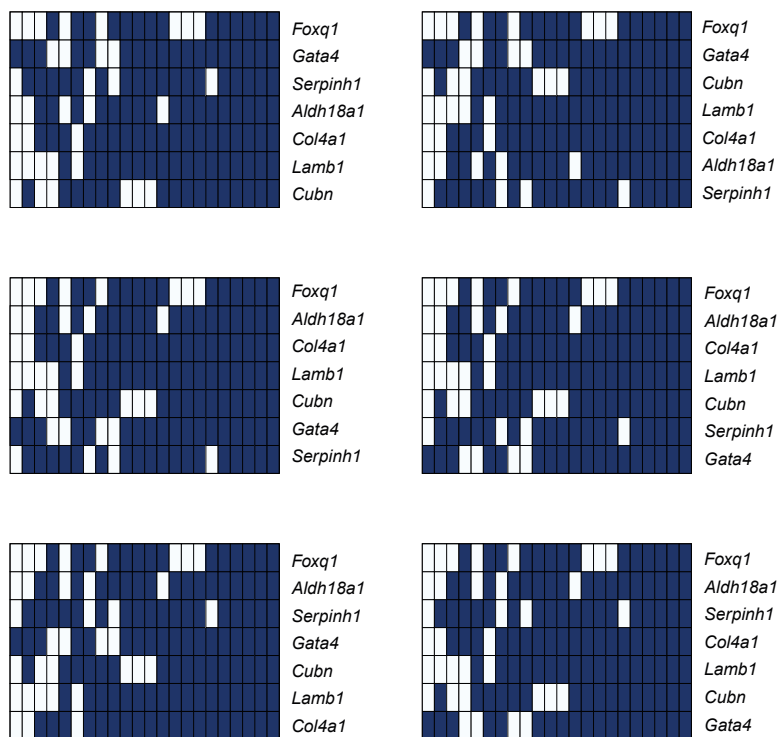 Foxq1
Gata4
Serpinh1
Aldh18a1
Col4a1
Lamb1
Cubn
Foxq1
Gata4
Cubn
Lamb1
Col4a1
Aldh18a1
Serpinh1
Foxq1
Aldh18a1
Col4a1
Lamb1
Cubn
Gata4
Serpinh1
Foxq1
Aldh18a1
Col4a1
Lamb1
Cubn
Serpinh1
Gata4
Foxq1
Aldh18a1
Serpinh1
Gata4
Cubn
Lamb1
Col4a1
Foxq1
Aldh18a1
Serpinh1
Col4a1
Lamb1
Cubn
Gata4